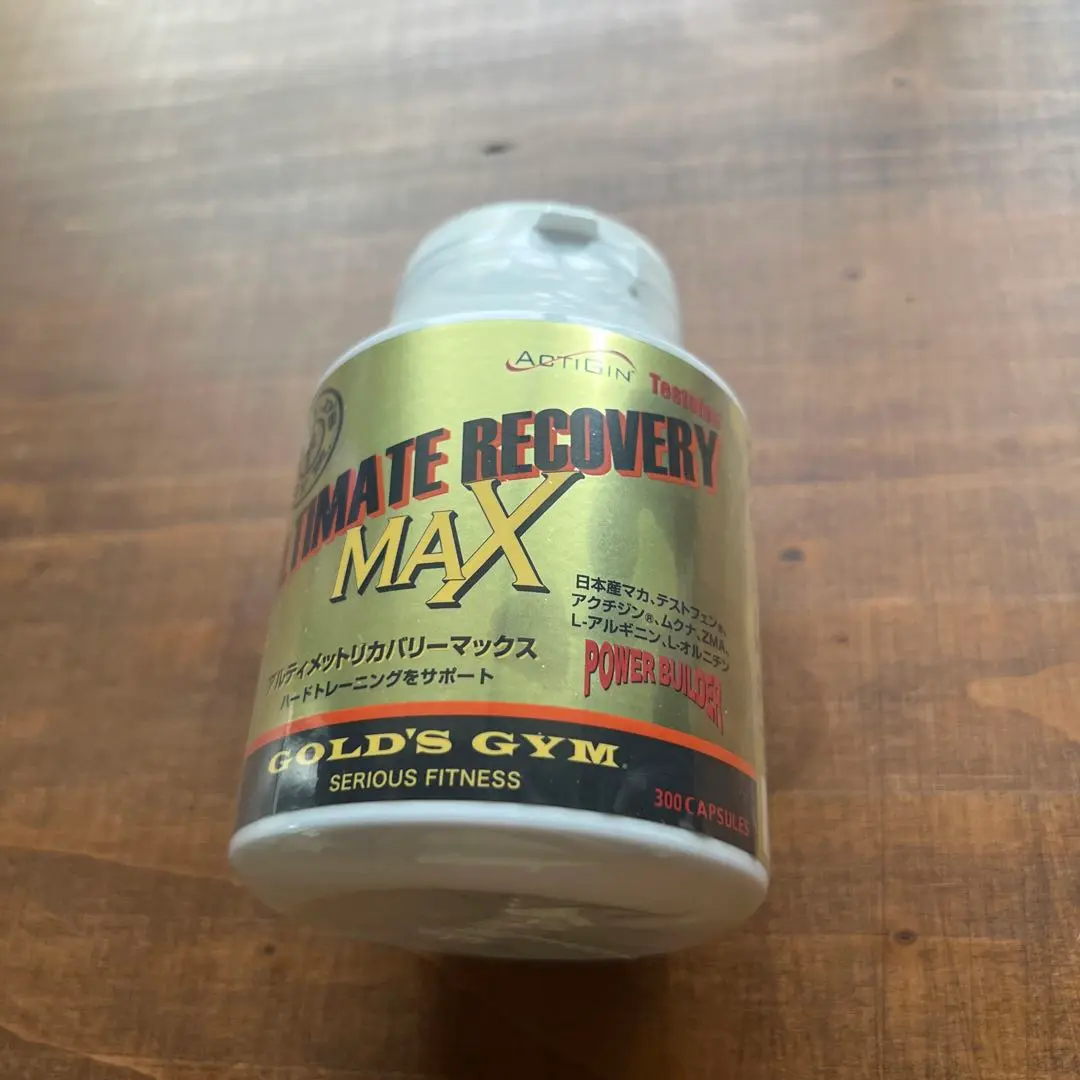 ACTIGIN
TIMATE RECOVERY
MAX
日本産マカ、テストフェン®、
アクチジン®、ムクナ、ZMA、
L-アルギニン、L-オルニチン
POWER BUILDER
アルティメットリカバリーマックス
ハードトレーニングをサポート
GOLD'S GYM
SERIOUS FITNESS
300 CAPSULES